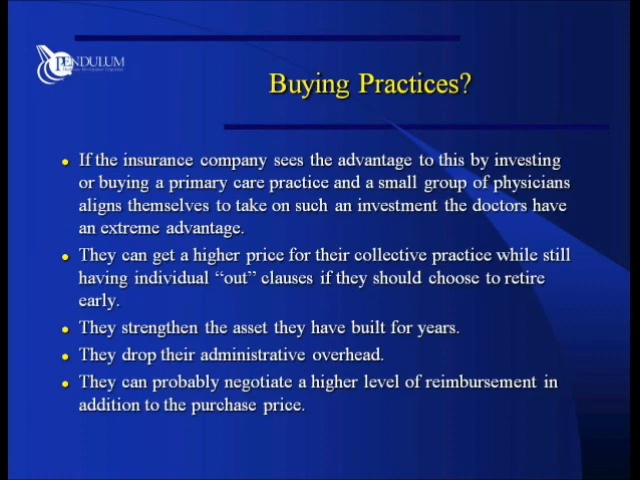 PENDULUM
Buying Practices?
If the insurance company sees the advantage to this by investing
or buying a primary care practice and a small group of physicians
aligns themselves to take on such an investment the doctors have
an extreme advantage.
They can get a higher price for their collective practice while still
having individual “out” clauses if they should choose to retire
early.
They strengthen the asset they have built for years.
They drop their administrative overhead.
They can probably negotiate a higher level of reimbursement in
addition to the purchase price.